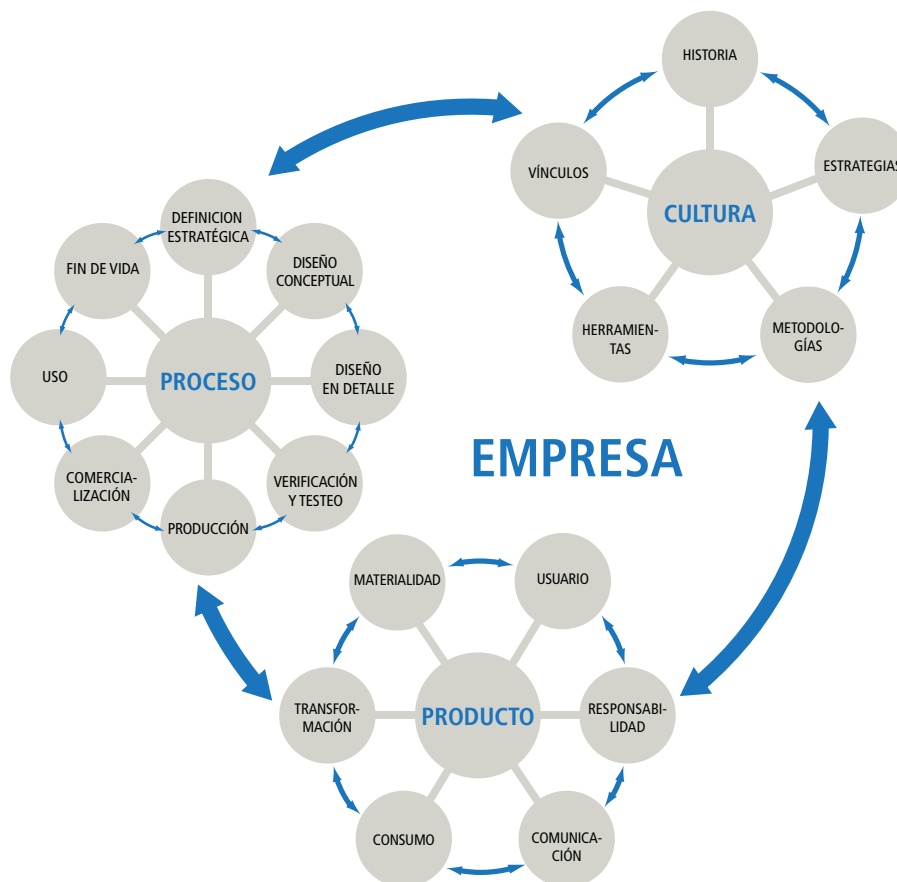 HISTORIA
VÍNCULOS
ESTRATEGIAS
CULTURA
HERRAMIEN-
TAS
METODOLO-
GÍAS
DEFINICION
ESTRATÉGICA
FIN DE VIDA
DISEÑO
CONCEPTUAL
USO
PROCESO
DISEÑO
EN DETALLE
COMERCIA-
LIZACIÓN
VERIFICACIÓN
Y TESTEO
PRODUCCIÓN
EMPRESA
MATERIALIDAD
USUARIO
TRANSFOR-
MACIÓN
PRODUCTO
RESPONSABI-
LIDAD
CONSUMO
COMUNICA-
CIÓN